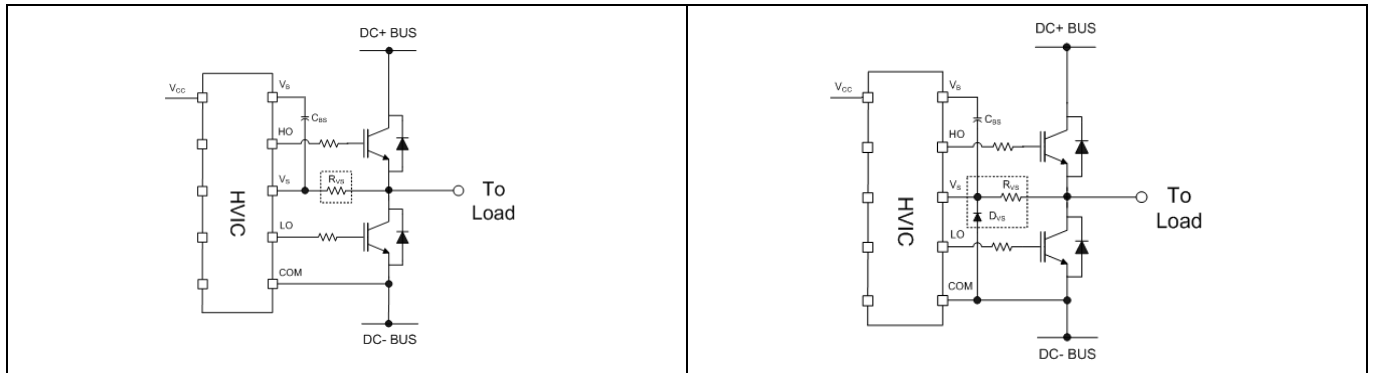 DC+ BUS
VCC
VB
CBS
HO
VS
RVS
To
Load
HVIC
LO
COM
DC- BUS
DC+ BUS
VCC
VB
CBS
HO
VS
RVS
To
Load
HVIC
DVS
LO
COM
DC- BUS